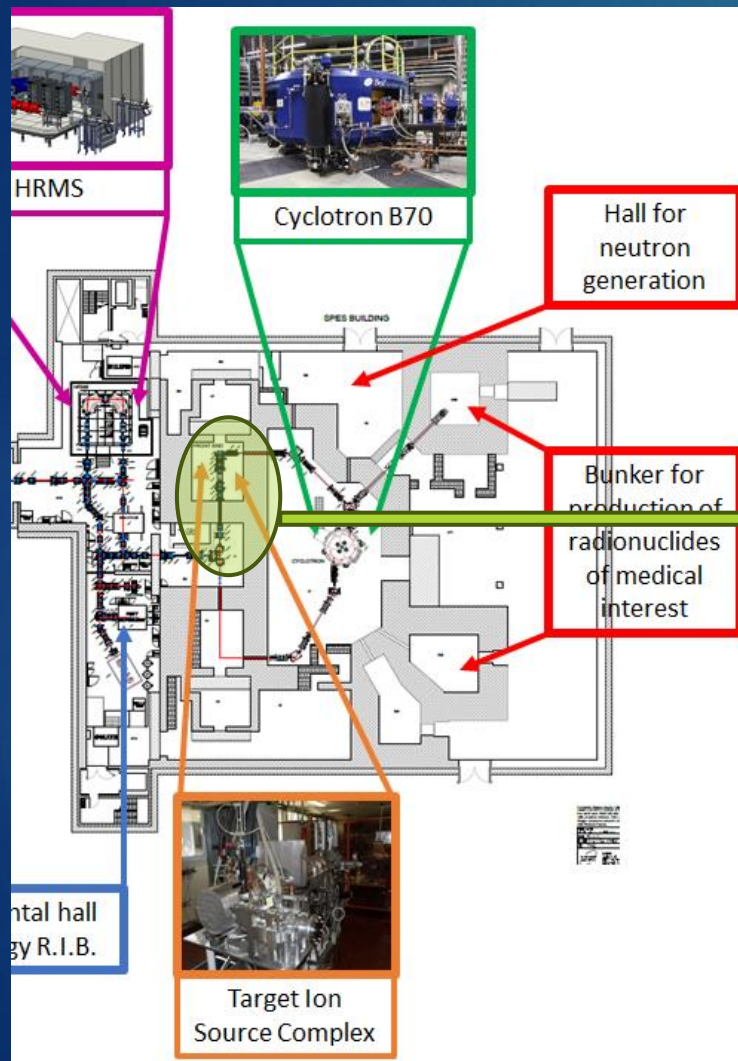 HRMS
Cyclotron B70
Hall for
neutron
generation
SPES BUILDING
Bunker for
production of
radionuclides
of medical
interest
CYCLOTRON
ntal hall
gy R.I.B.
Target Ion
Source Complex